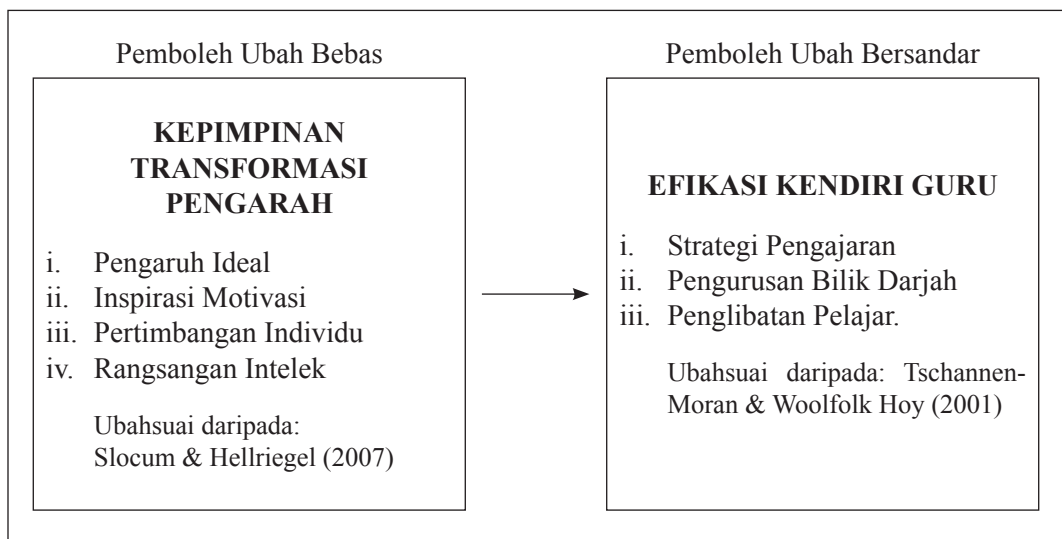 Pemboleh Ubah Bebas
KEPIMPINAN
TRANSFORMASI
PENGARAH
i. Pengaruh Ideal
ii. Inspirasi Motivasi
iii. Pertimbangan Individu
iv. Rangsangan Intelek
Ubahsuai daripada:
Slocum & Hellriegel (2007)
Pemboleh Ubah Bersandar
EFIKASI KENDIRI GURU
i. Strategi Pengajaran
ii. Pengurusan Bilik Darjah
iii. Penglibatan Pelajar.
Ubahsuai daripada: Tschannen-
Moran & Woolfolk Hoy (2001)